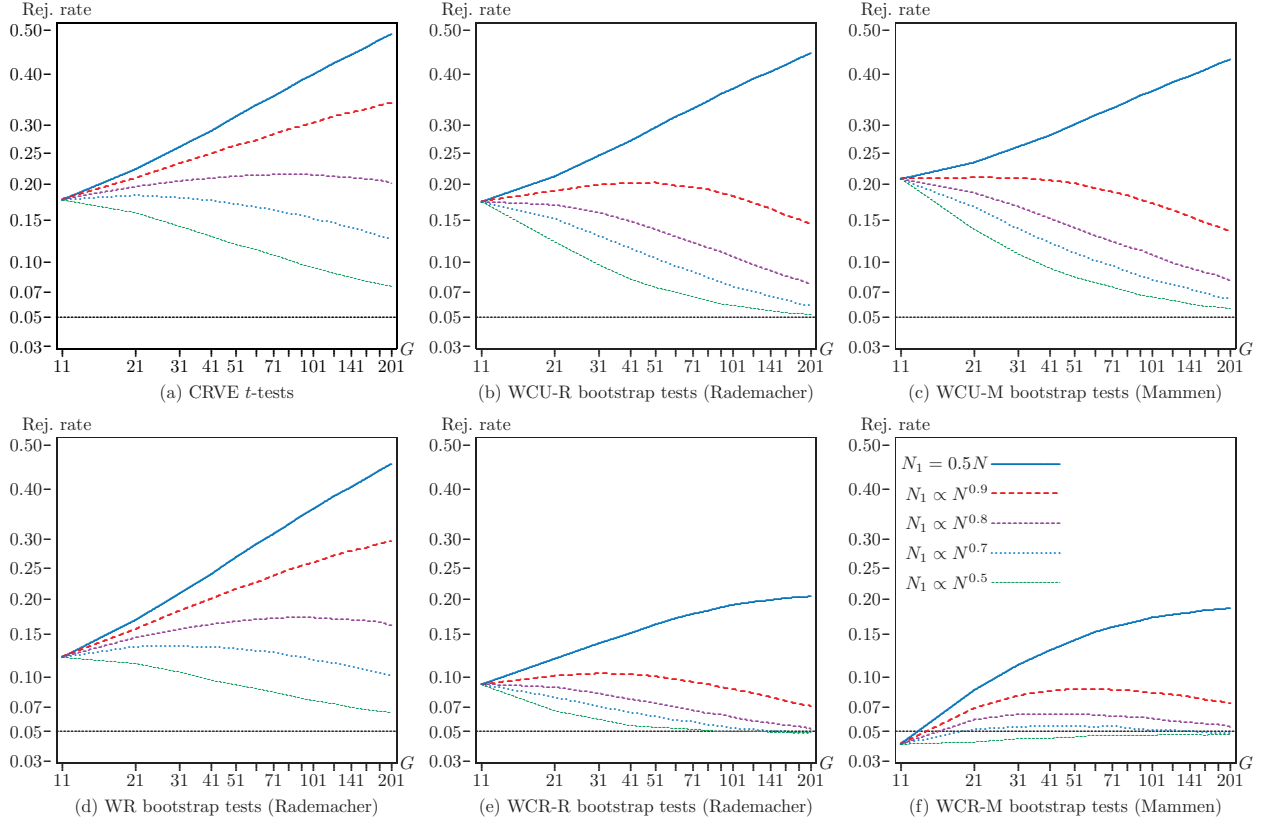 Rej. rate
0.50
0.40
0.30
0.25
0.20
0.15
0.10
0.07
0.05
0.03
11 21 31 41 51 71 101 141 201 G
(a) CRVE t-tests
Rej. rate
0.50
0.40
0.30
0.25
0.20
0.15
0.10
0.07
0.05
0.03
11 21 31 41 51 71 101 141 201 G
(b) WCU-R bootstrap tests (Rademacher)
Rej. rate
0.50
0.40
0.30
0.25
0.20
0.15
0.10
0.07
0.05
0.03
11 21 31 41 51 71 101 141 201 G
(c) WCU-M bootstrap tests (Mammen)
Rej. rate
0.50
0.40
0.30
0.25
0.20
0.15
0.10
0.07
0.05
0.03
11 21 31 41 51 71 101 141 201 G
(d) WR bootstrap tests (Rademacher)
Rej. rate
0.50
0.40
0.30
0.25
0.20
0.15
0.10
0.07
0.05
0.03
11 21 31 41 51 71 101 141 201 G
(e) WCR-R bootstrap tests (Rademacher)
Rej. rate
0.50
0.40
0.30
0.25
0.20
0.15
0.10
0.07
0.05
0.03
N₁ = 0.5N
N₁ ∝ N^0.9
N₁ ∝ N^0.8
N₁ ∝ N^0.7
N₁ ∝ N^0.5
11 21 31 41 51 71 101 141 201 G
(f) WCR-M bootstrap tests (Mammen)